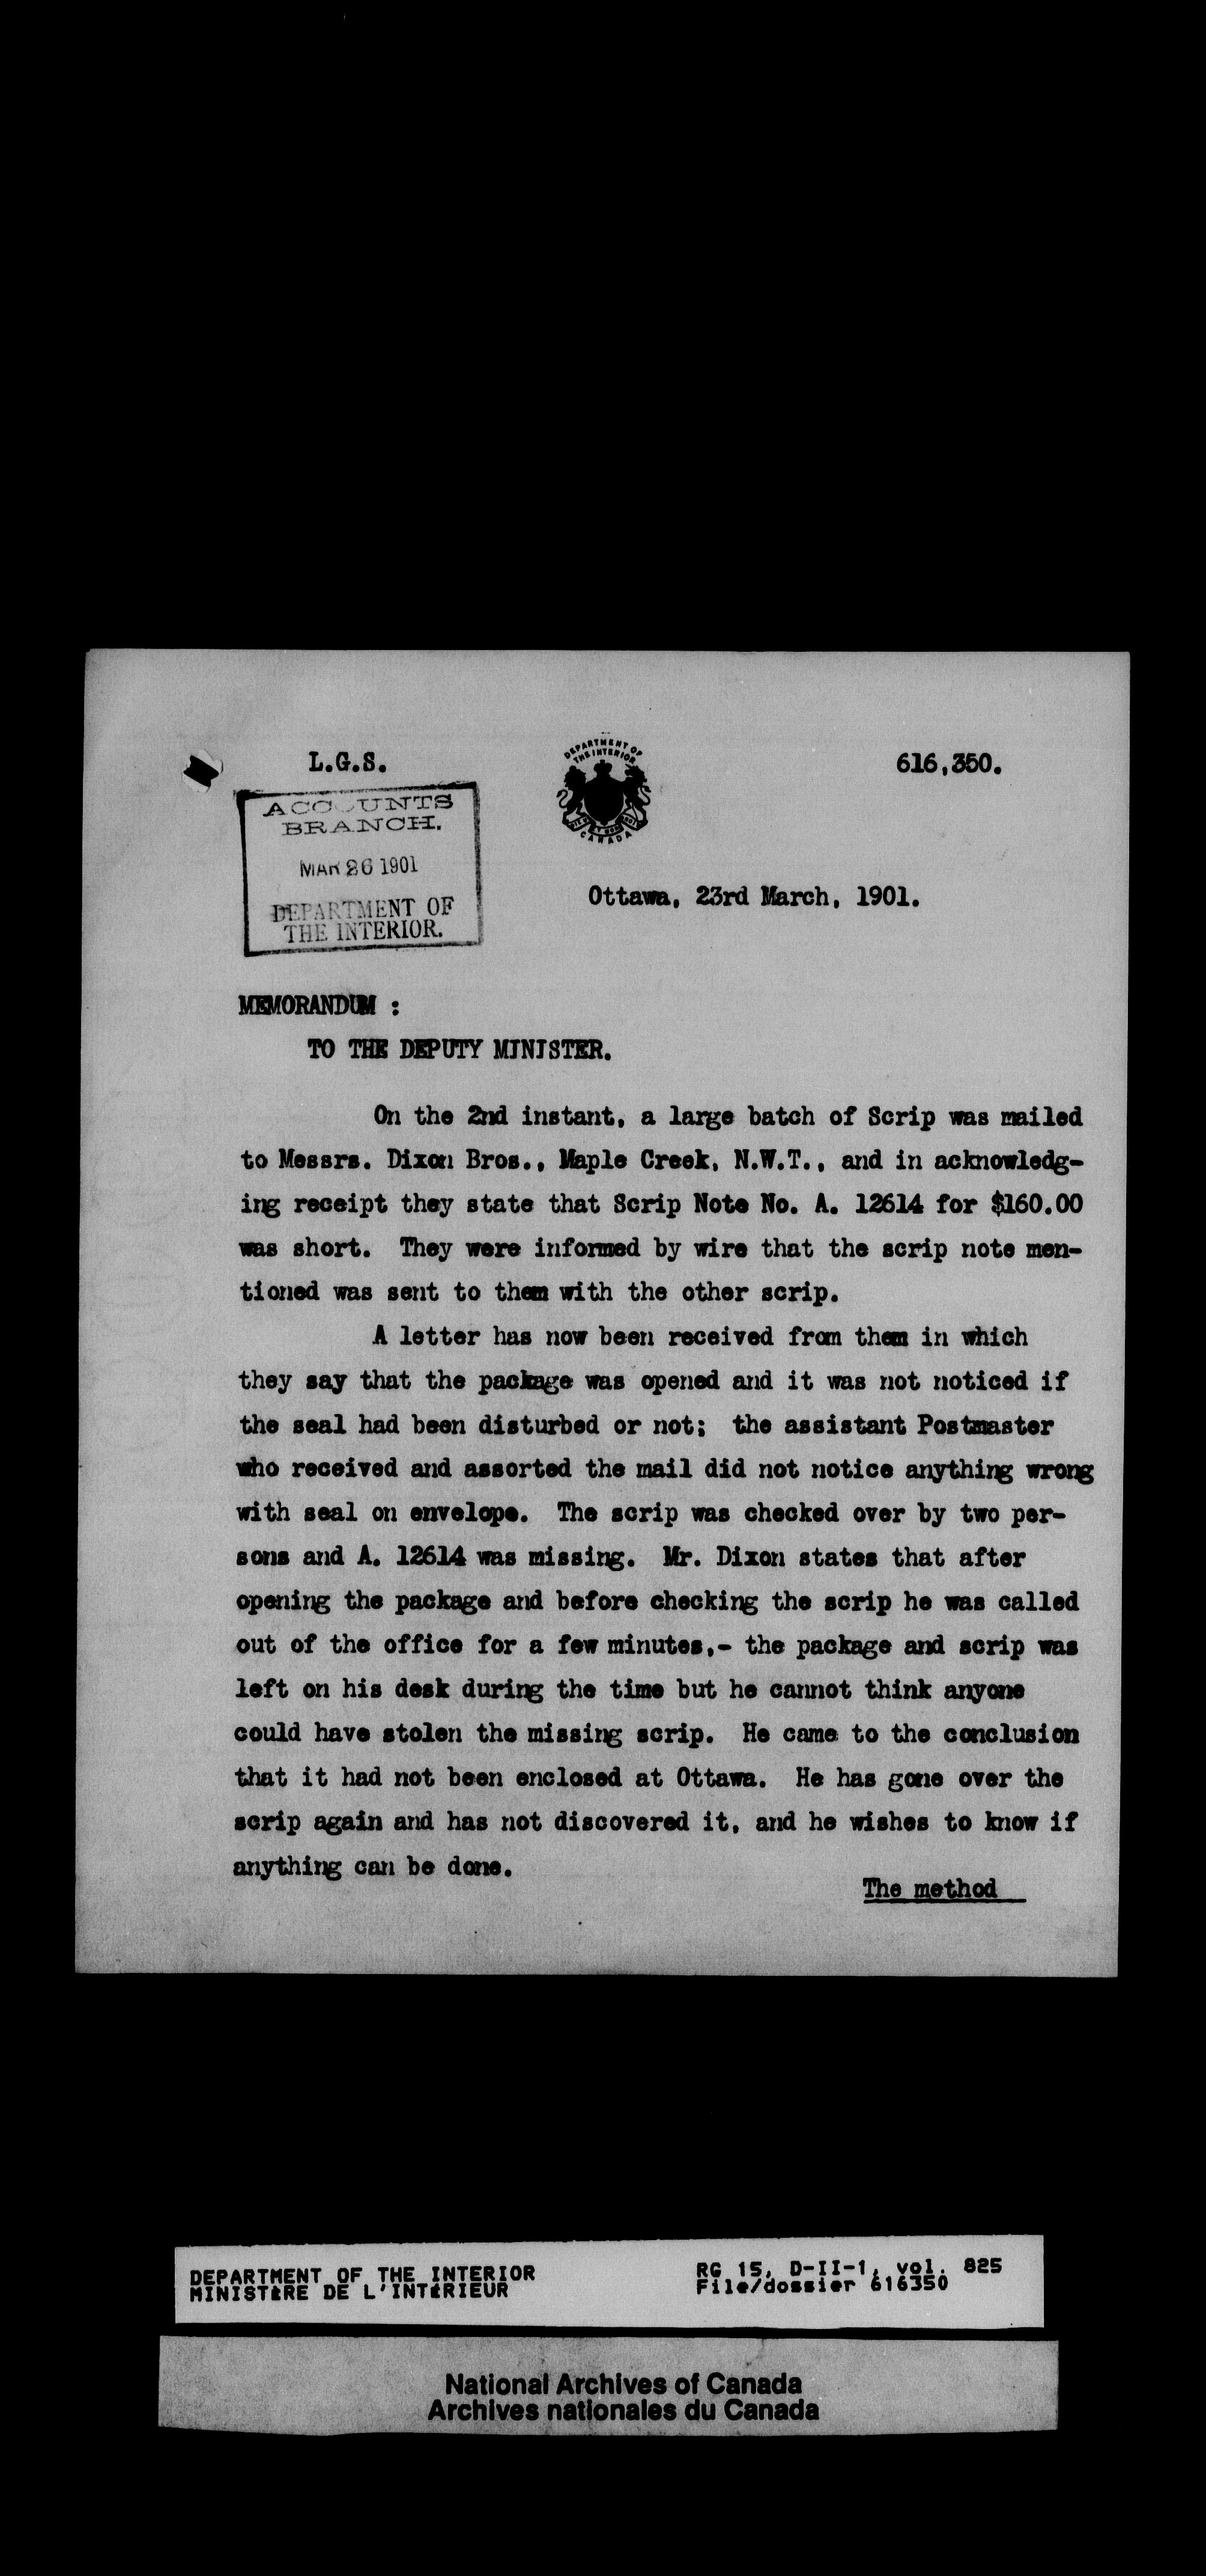 L.G.S.
DEPARTMENT OF
THE INTERIOR
CANADA
616,350.
ACCOUNTS
BRANCH.
MAR 26 1901
DEPARTMENT OF
THE INTERIOR.
Ottawa, 23rd March, 1901.
MEMORANDUM :
TO THE DEPUTY MINISTER.
On the 2nd instant, a large batch of Scrip was mailed
to Messrs. Dixon Bros., Maple Creek, N.W.T., and in acknowledg-
ing receipt they state that Scrip Note No. A. 12614 for $160.00
was short. They were informed by wire that the scrip note men-
tioned was sent to them with the other scrip.
A letter has now been received from them in which
they say that the package was opened and it was not noticed if
the seal had been disturbed or not; the assistant Postmaster
who received and assorted the mail did not notice anything wrong
with seal on envelope. The scrip was checked over by two per-
sons and A. 12614 was missing. Mr. Dixon states that after
opening the package and before checking the scrip he was called
out of the office for a few minutes,- the package and scrip was
left on his desk during the time but he cannot think anyone
could have stolen the missing scrip. He came to the conclusion
that it had not been enclosed at Ottawa. He has gone over the
scrip again and has not discovered it, and he wishes to know if
anything can be done.
The method
DEPARTMENT OF THE INTERIOR
MINISTÈRE DE L'INTÉRIEUR
RG 15, D-II-1, vol. 825
File/dossier 616350
National Archives of Canada
Archives nationales du Canada